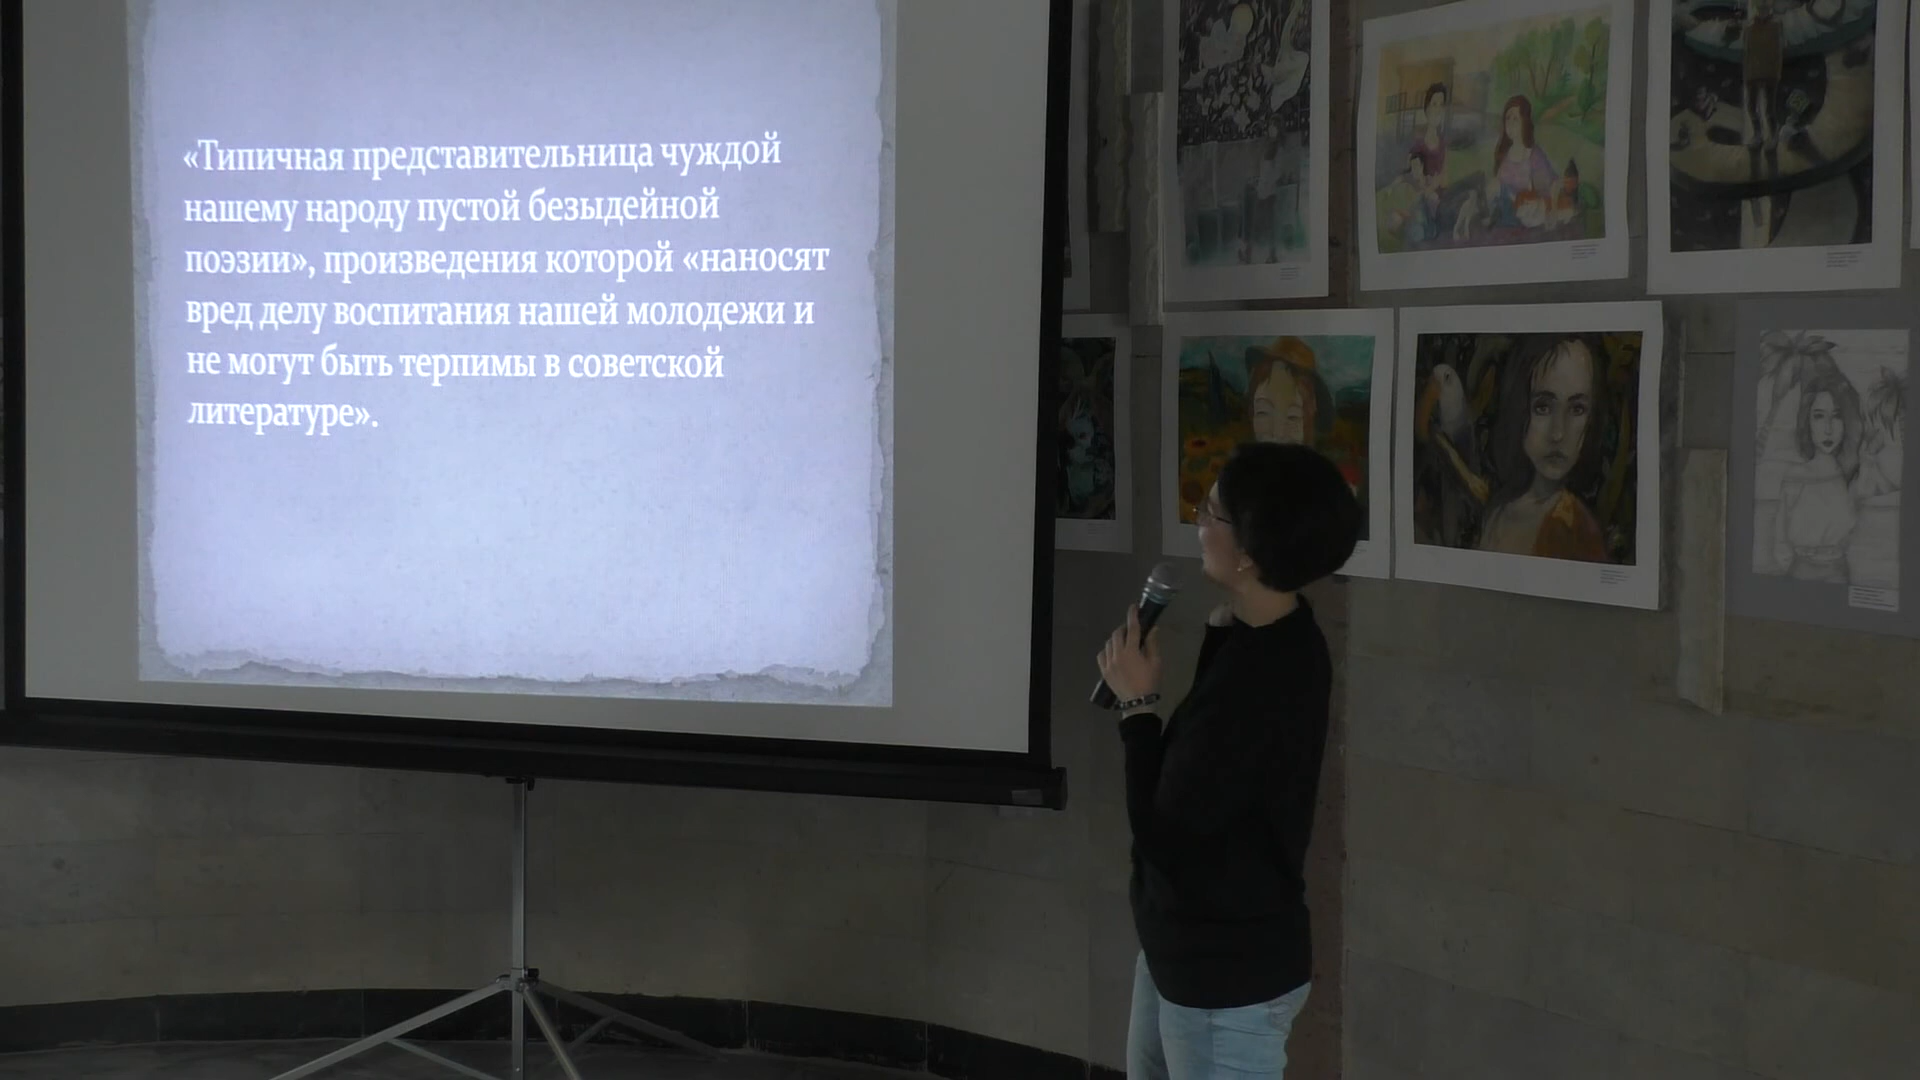 «Типичная представительница чуждой
нашему народу пустой безыдейной
поэзии», произведения которой «наносят
вред делу воспитания нашей молодежи и
не могут быть терпимы в советской
литературе».